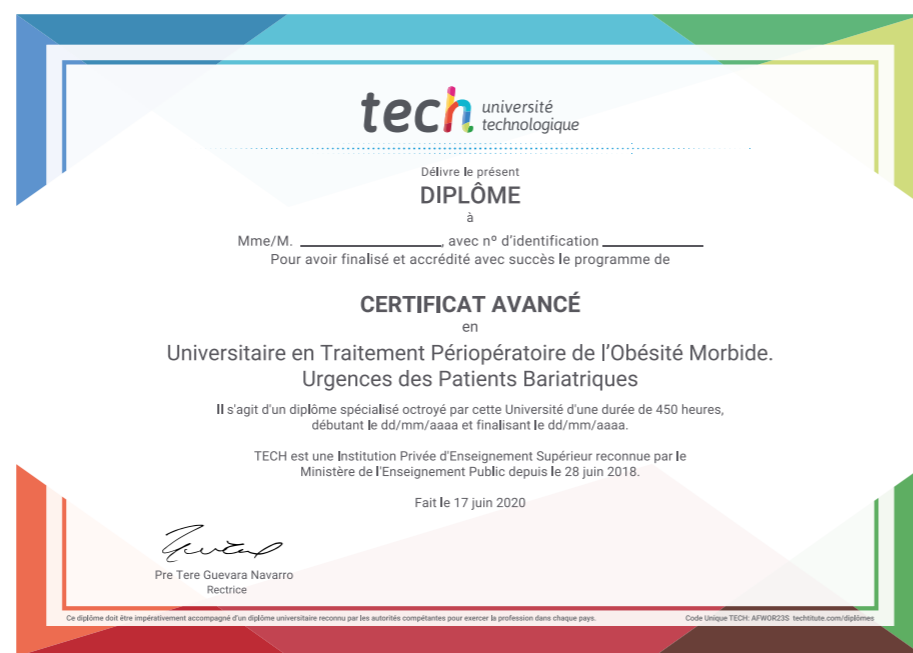 tech université
technologique
Délivre le présent
DIPLÔME
à
Mme/M. ____________________, avec nº d'identification ______________
Pour avoir finalisé et accrédité avec succès le programme de
CERTIFICAT AVANCÉ
en
Universitaire en Traitement Périopératoire de l'Obésité Morbide.
Urgences des Patients Bariatriques
Il s'agit d'un diplôme spécialisé octroyé par cette Université d'une durée de 450 heures,
débutant le dd/mm/aaaa et finalisant le dd/mm/aaaa.
TECH est une Institution Privée d'Enseignement Supérieur reconnue par le
Ministère de l'Enseignement Public depuis le 28 juin 2018.
Fait le 17 juin 2020
Pre Tere Guevara Navarro
Rectrice
Ce diplôme doit être impérativement accompagné d'un diplôme universitaire reconnu par les autorités compétantes pour exercer la profession dans chaque pays.
Code Unique TECH: AFWOR23S techtitute.com/diplômes